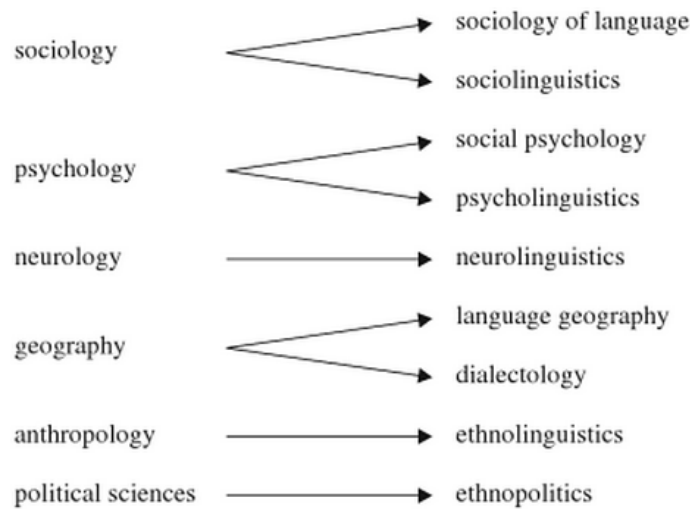 sociology
sociology of language
sociolinguistics
psychology
social psychology
psycholinguistics
neurology
neurolinguistics
geography
language geography
dialectology
anthropology
ethnolinguistics
political sciences
ethnopolitics